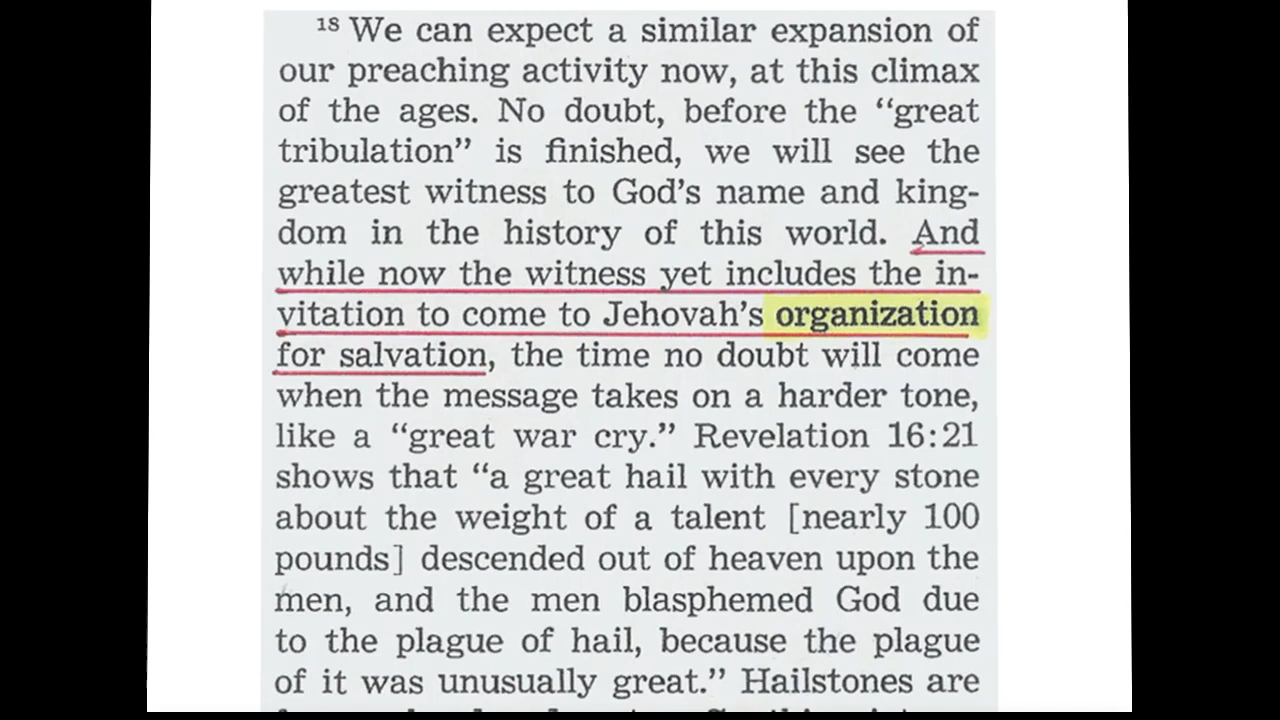 ¹⁸ We can expect a similar expansion of
our preaching activity now, at this climax
of the ages. No doubt, before the “great
tribulation” is finished, we will see the
greatest witness to God’s name and king-
dom in the history of this world. And
while now the witness yet includes the in-
vitation to come to Jehovah’s organization
for salvation, the time no doubt will come
when the message takes on a harder tone,
like a “great war cry.” Revelation 16:21
shows that “a great hail with every stone
about the weight of a talent [nearly 100
pounds] descended out of heaven upon the
men, and the men blasphemed God due
to the plague of hail, because the plague
of it was unusually great.” Hailstones are